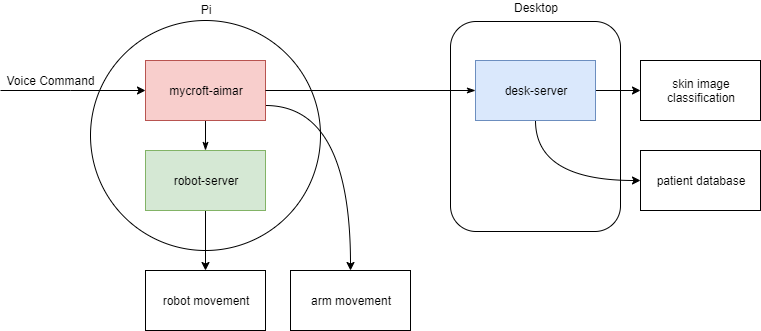 Pi
Desktop
Voice Command
mycroft-aimar
desk-server
skin image
classification
robot-server
patient database
robot movement
arm movement